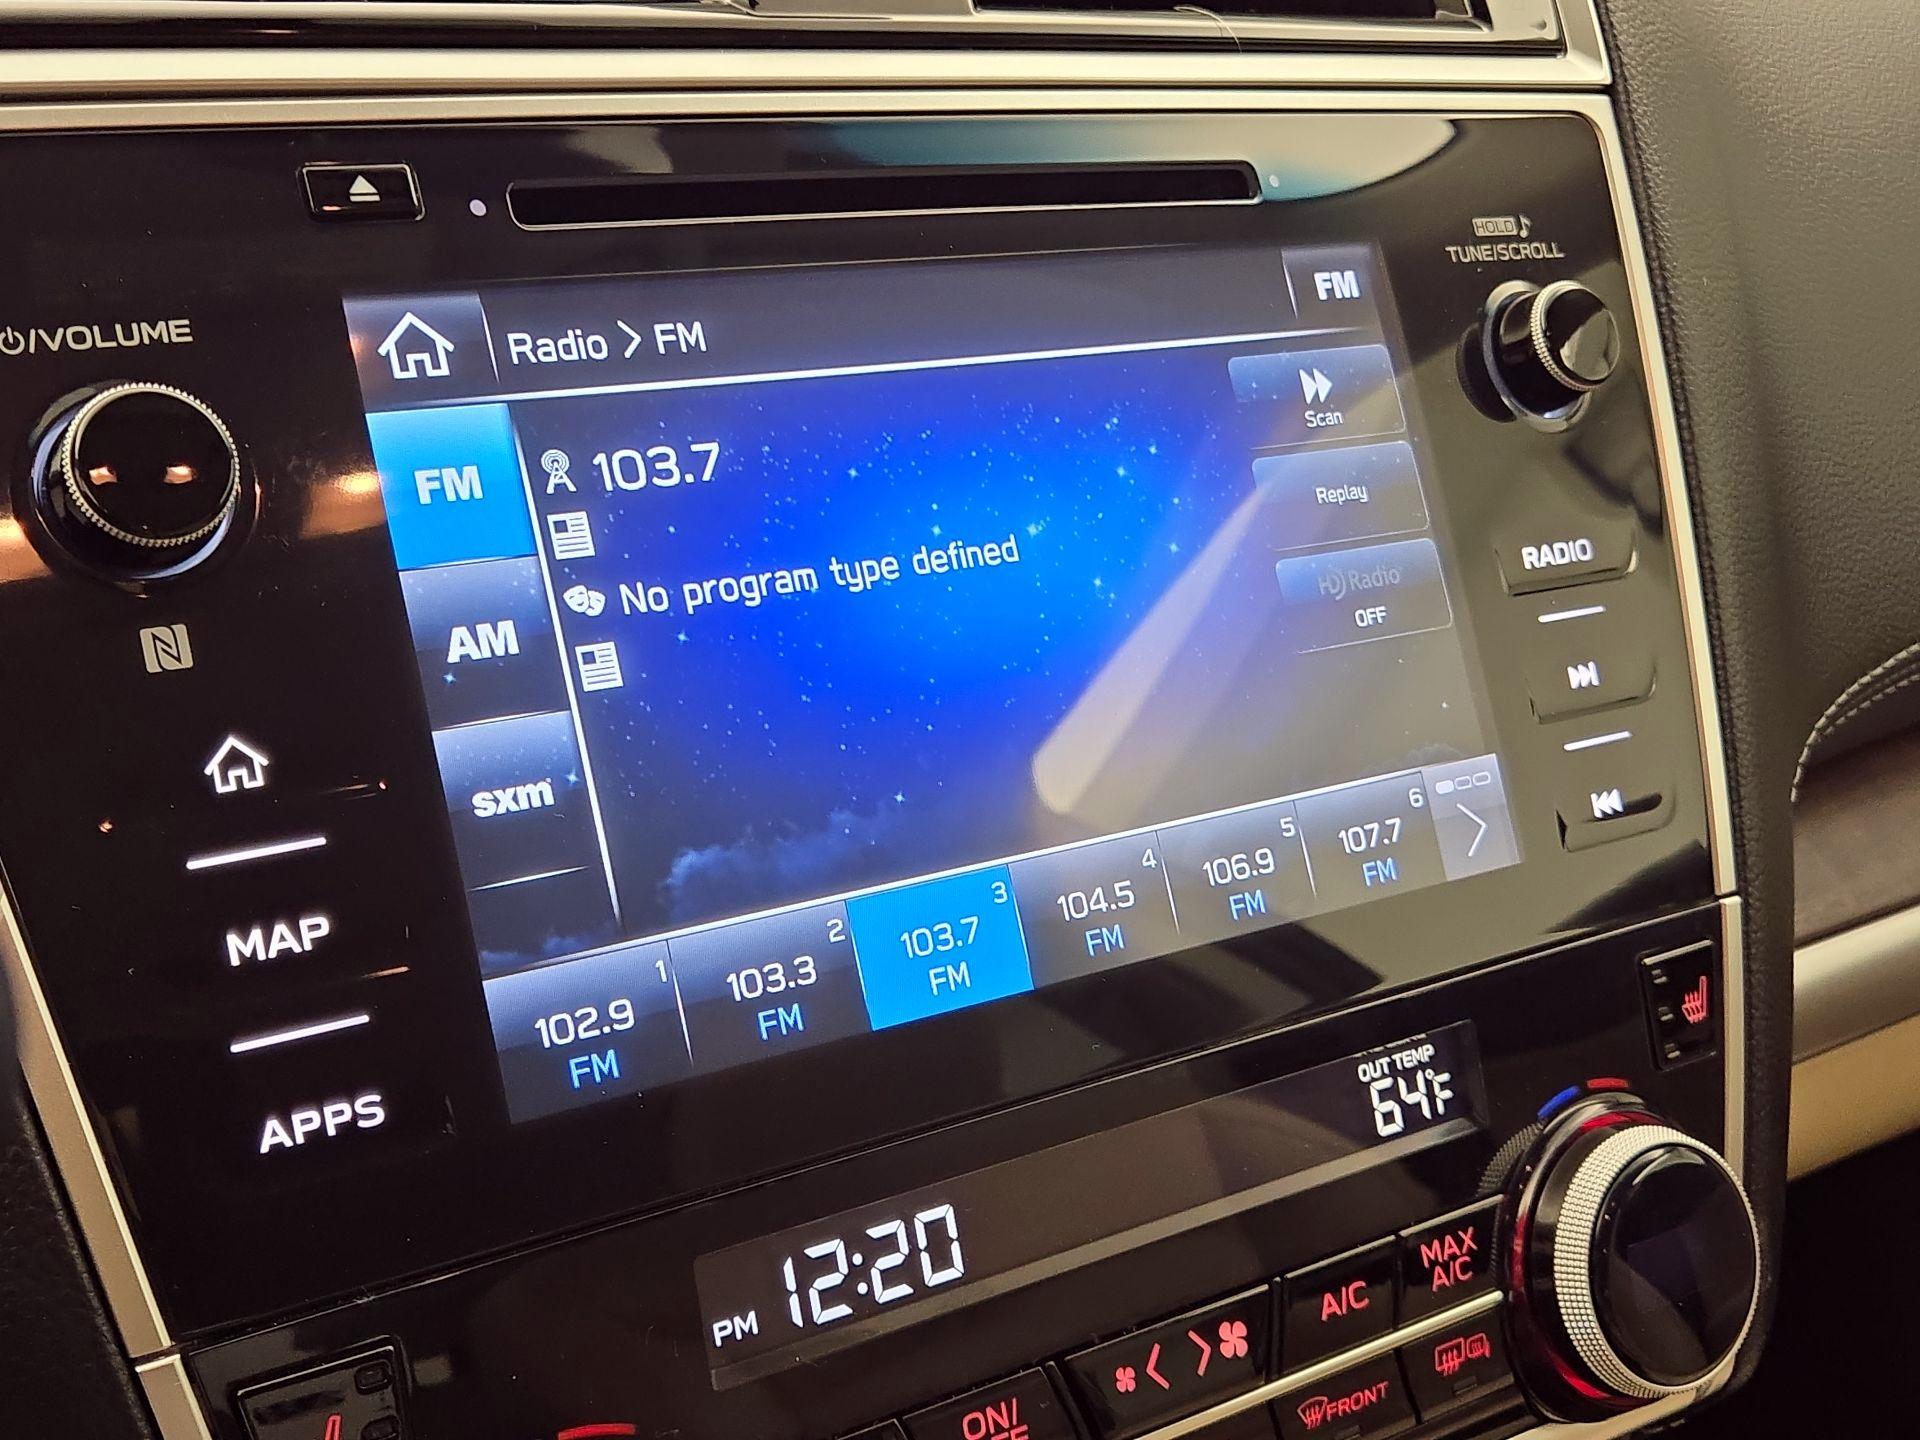 HOLD
TUNE/SCROLL
/VOLUME
Radio > FM
FM
FM
103.7
Scan
Replay
No program type defined
HD Radio
OFF
AM
sxm
RADIO
1
102.9
FM
2
103.3
FM
3
103.7
FM
4
104.5
FM
5
106.9
FM
6
107.7
FM
MAP
APPS
OUT TEMP
64°F
PM 12:20
MAX
A/C
A/C
FRONT
ON/